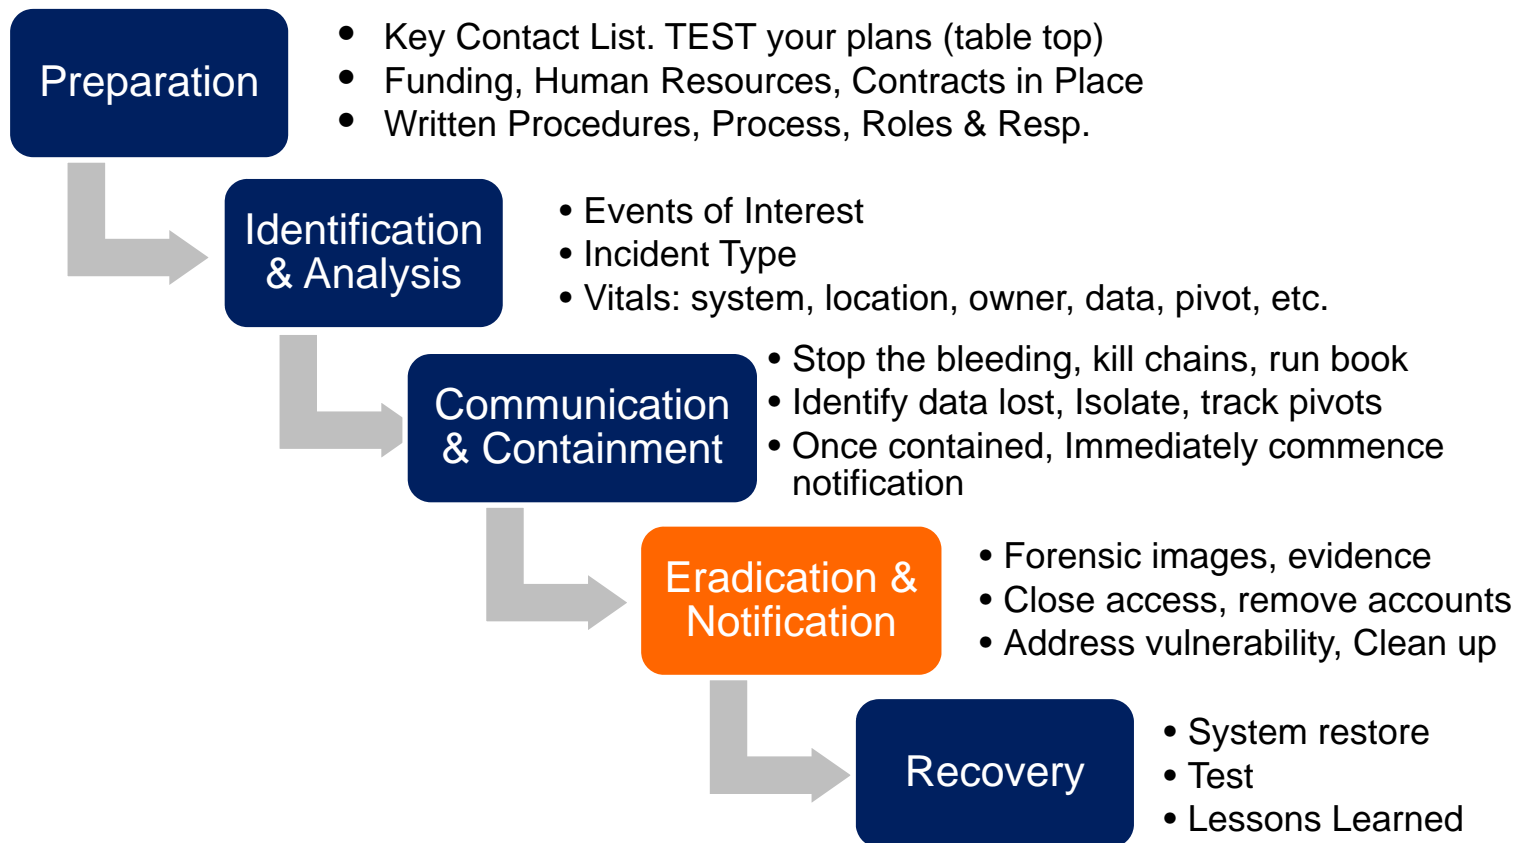 Preparation
• Key Contact List. TEST your plans (table top)
• Funding, Human Resources, Contracts in Place
• Written Procedures, Process, Roles & Resp.
Identification
& Analysis
• Events of Interest
• Incident Type
• Vitals: system, location, owner, data, pivot, etc.
Communication
& Containment
• Stop the bleeding, kill chains, run book
• Identify data lost, Isolate, track pivots
• Once contained, Immediately commence
notification
Eradication &
Notification
• Forensic images, evidence
• Close access, remove accounts
• Address vulnerability, Clean up
Recovery
• System restore
• Test
• Lessons Learned